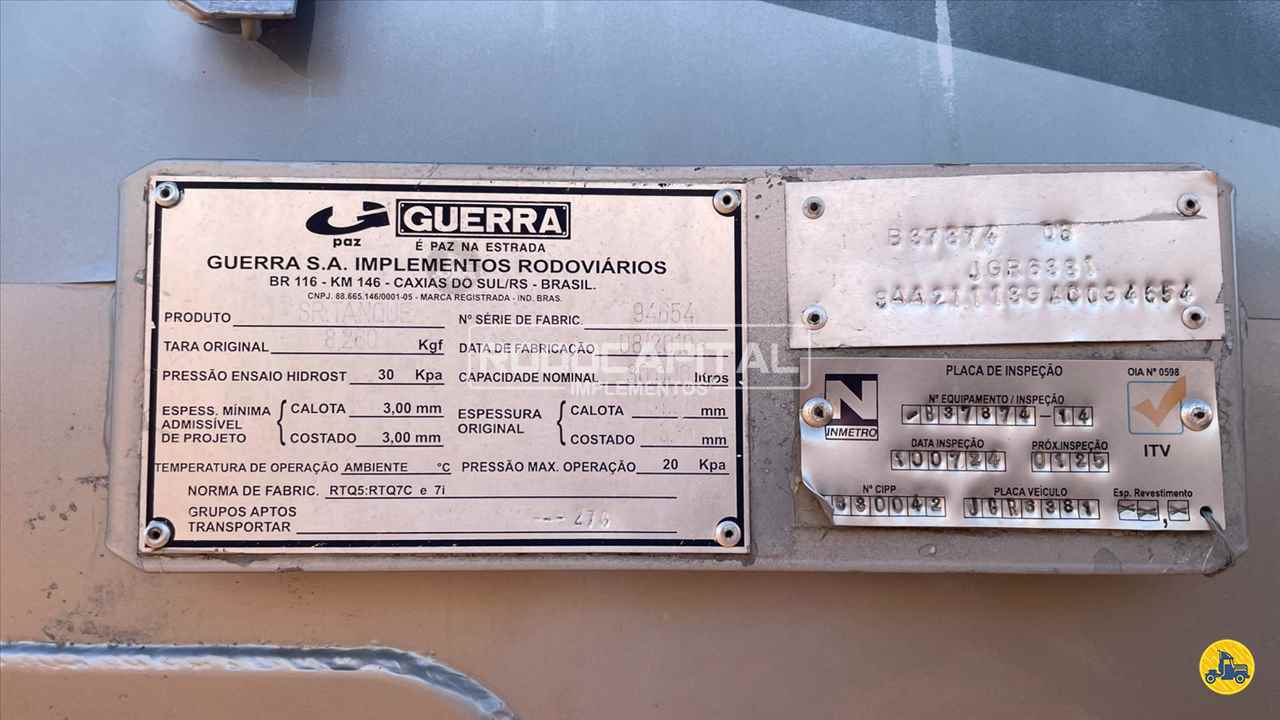 paz
GUERRA
É PAZ NA ESTRADA
GUERRA S.A. IMPLEMENTOS RODOVIÁRIOS
BR 116 - KM 146 - CAXIAS DO SUL/RS - BRASIL.
CNPJ. 88.665.146/0001-05 - MARCA REGISTRADA - IND. BRAS.
PRODUTO SR.TANQUE Nº SÉRIE DE FABRIC. 94654
TARA ORIGINAL 8,260 Kgf DATA DE FABRICAÇÃO
PRESSÃO ENSAIO HIDROST 30 Kpa CAPACIDADE NOMINAL litros
ESPESS. MÍNIMA ADMISSÍVEL DE PROJETO CALOTA 3,00 mm COSTADO 3,00 mm
ESPESSURA ORIGINAL CALOTA mm COSTADO mm
TEMPERATURA DE OPERAÇÃO AMBIENTE °C PRESSÃO MAX. OPERAÇÃO 20 Kpa
NORMA DE FABRIC. RTQ5:RTQ7C e 7i
GRUPOS APTOS
TRANSPORTAR
CAPITAL
IMPLEMENTOS
PLACA DE INSPEÇÃO
OIA Nº 0598
N
INMETRO
Nº EQUIPAMENTO / INSPEÇÃO
-B37874-14
DATA INSPEÇÃO PRÓX.INSPEÇÃO
100724 0125
ITV
Nº CIPP PLACA VEÍCULO Esp. Revestimento
830042 JGR6381